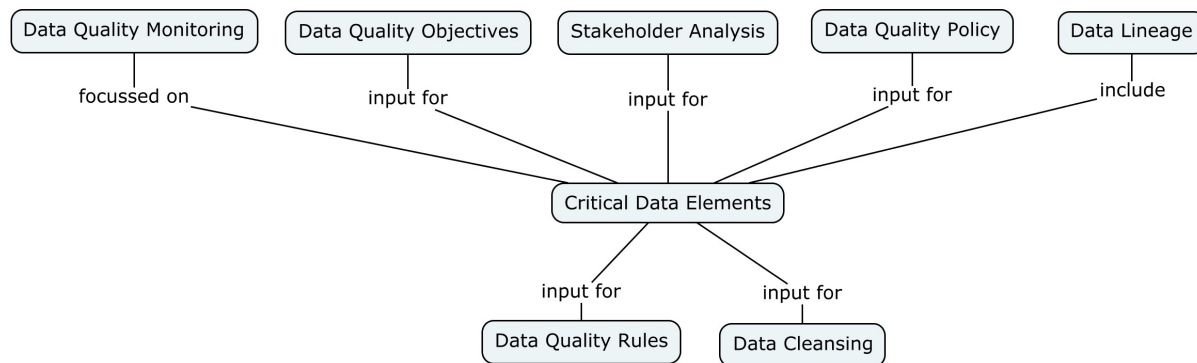 Data Quality Monitoring
Data Quality Objectives
Stakeholder Analysis
Data Quality Policy
Data Lineage
focussed on
input for
input for
input for
include
Critical Data Elements
input for
input for
Data Quality Rules
Data Cleansing